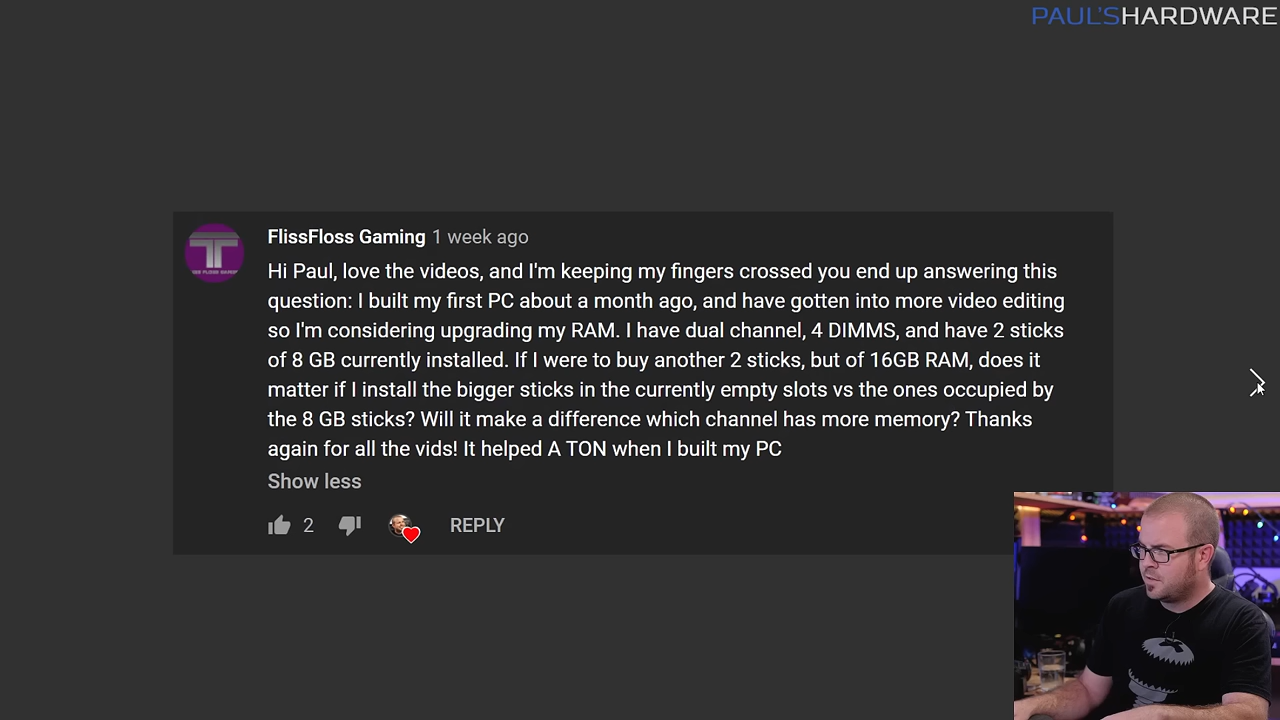 PAUL'SHARDWARE
FlissFloss Gaming 1 week ago
Hi Paul, love the videos, and I'm keeping my fingers crossed you end up answering this
question: I built my first PC about a month ago, and have gotten into more video editing
so I'm considering upgrading my RAM. I have dual channel, 4 DIMMS, and have 2 sticks
of 8 GB currently installed. If I were to buy another 2 sticks, but of 16GB RAM, does it
matter if I install the bigger sticks in the currently empty slots vs the ones occupied by
the 8 GB sticks? Will it make a difference which channel has more memory? Thanks
again for all the vids! It helped A TON when I built my PC
Show less
2
REPLY